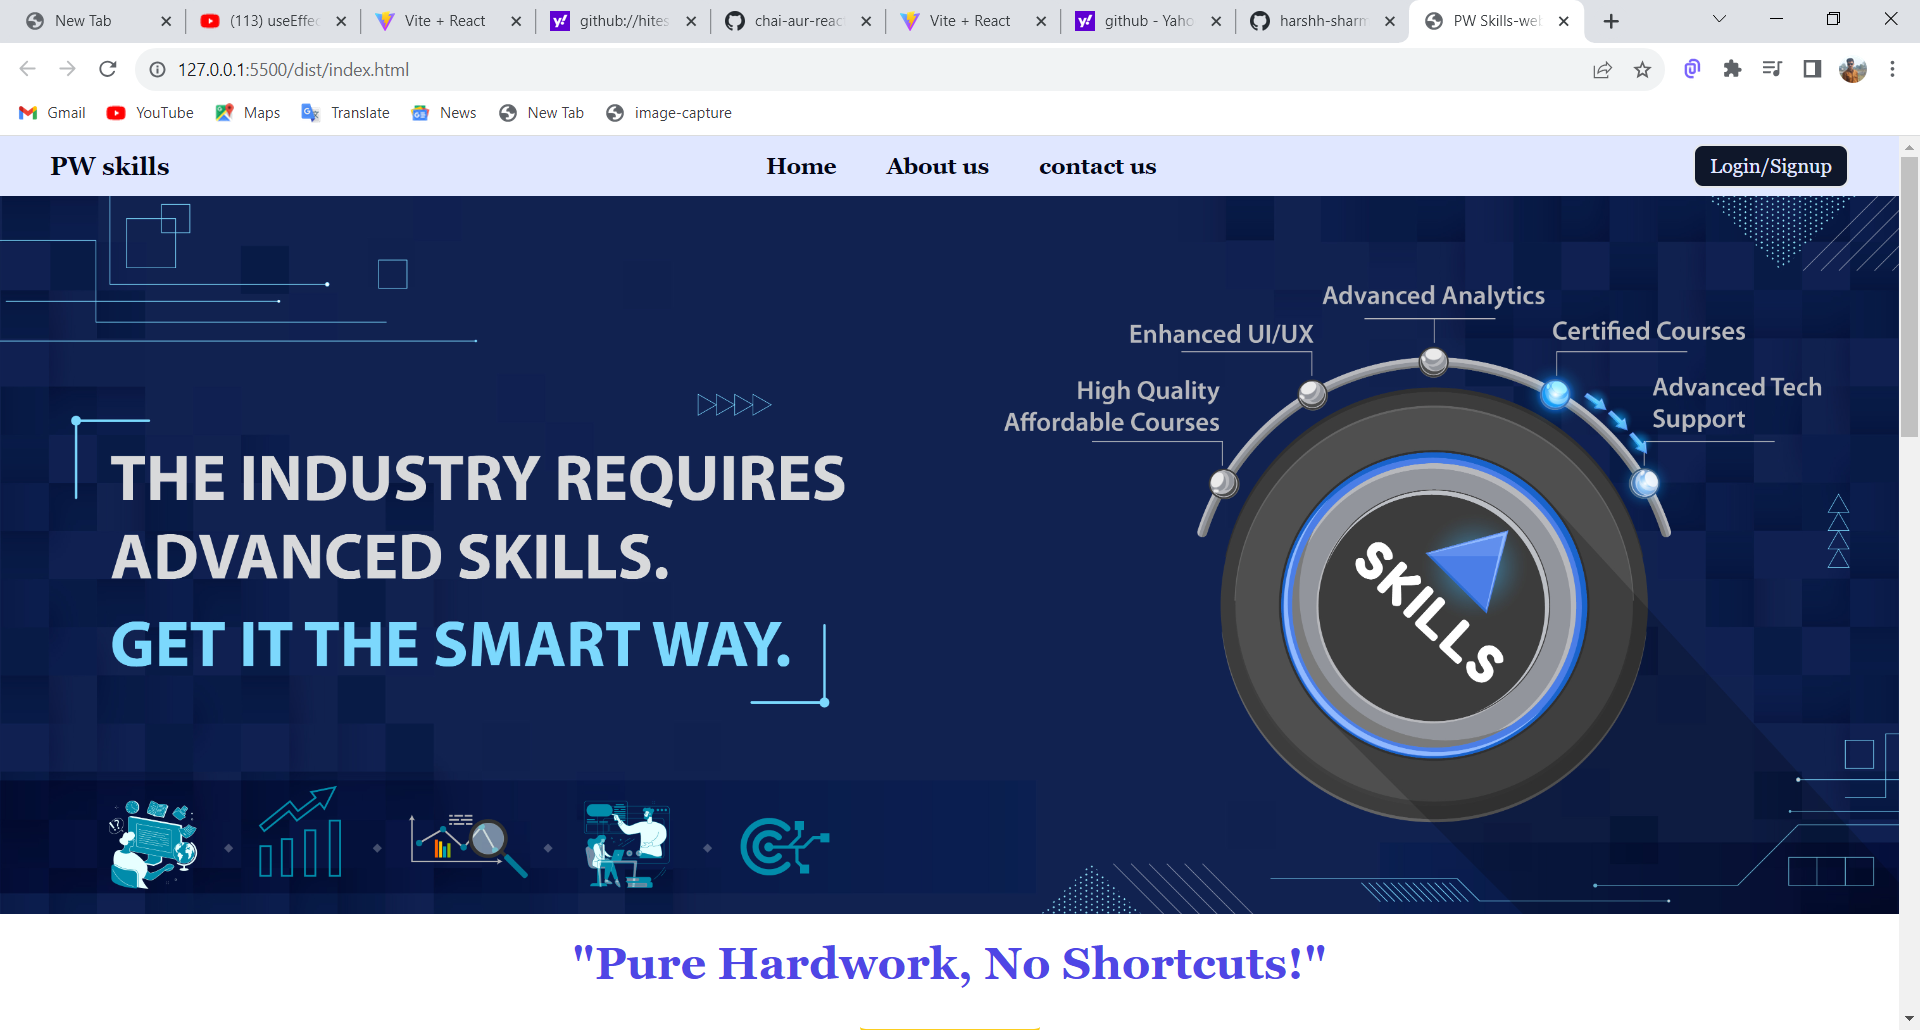 New Tab
(113) useEffec
Vite + React
github://hites
chai-aur-reac
Vite + React
github - Yaho
harshh-sharm
PW Skills-web
127.0.0.1:5500/dist/index.html
Gmail
YouTube
Maps
Translate
News
New Tab
image-capture
PW skills
Home
About us
contact us
Login/Signup
Advanced Analytics
Enhanced UI/UX
Certified Courses
High Quality
Affordable Courses
Advanced Tech
Support
THE INDUSTRY REQUIRES
ADVANCED SKILLS.
GET IT THE SMART WAY.
SKILLS
"Pure Hardwork, No Shortcuts!"